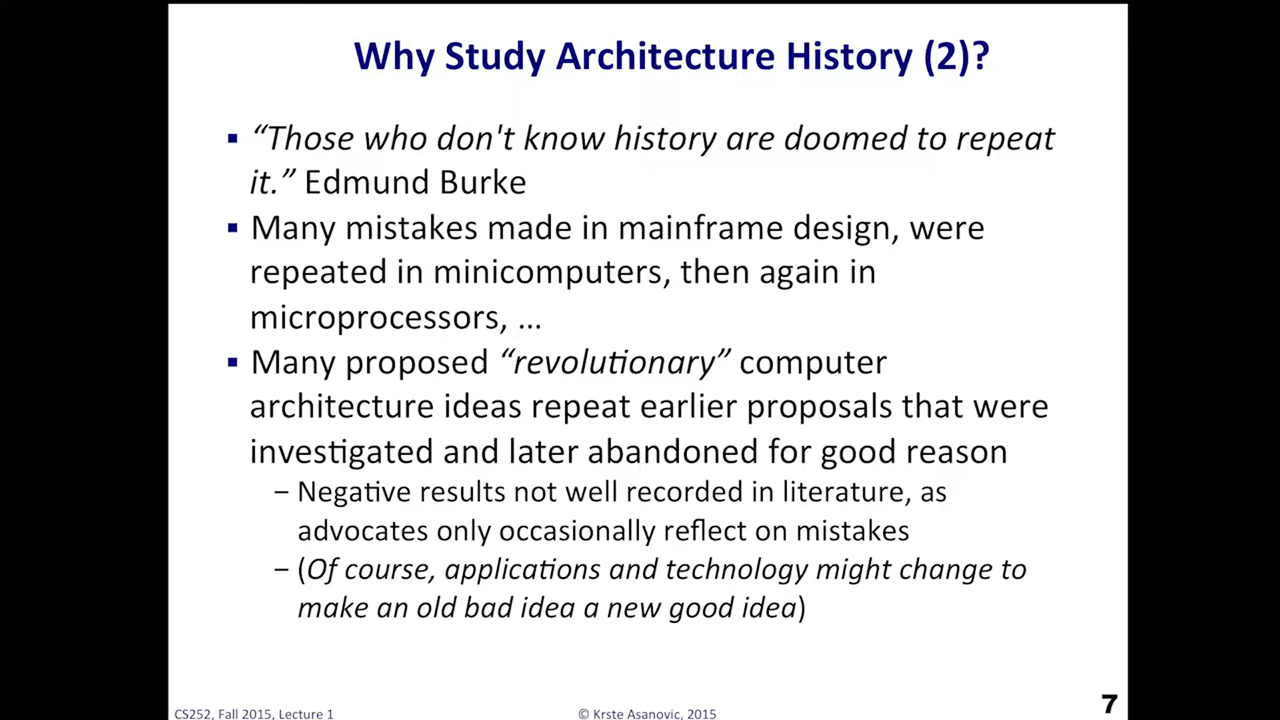 Why Study Architecture History (2)?
▪ “Those who don't know history are doomed to repeat
it.” Edmund Burke
▪ Many mistakes made in mainframe design, were
repeated in minicomputers, then again in
microprocessors, …
▪ Many proposed “revolutionary” computer
architecture ideas repeat earlier proposals that were
investigated and later abandoned for good reason
– Negative results not well recorded in literature, as
advocates only occasionally reflect on mistakes
– (Of course, applications and technology might change to
make an old bad idea a new good idea)
CS252, Fall 2015, Lecture 1
© Krste Asanovic, 2015
7